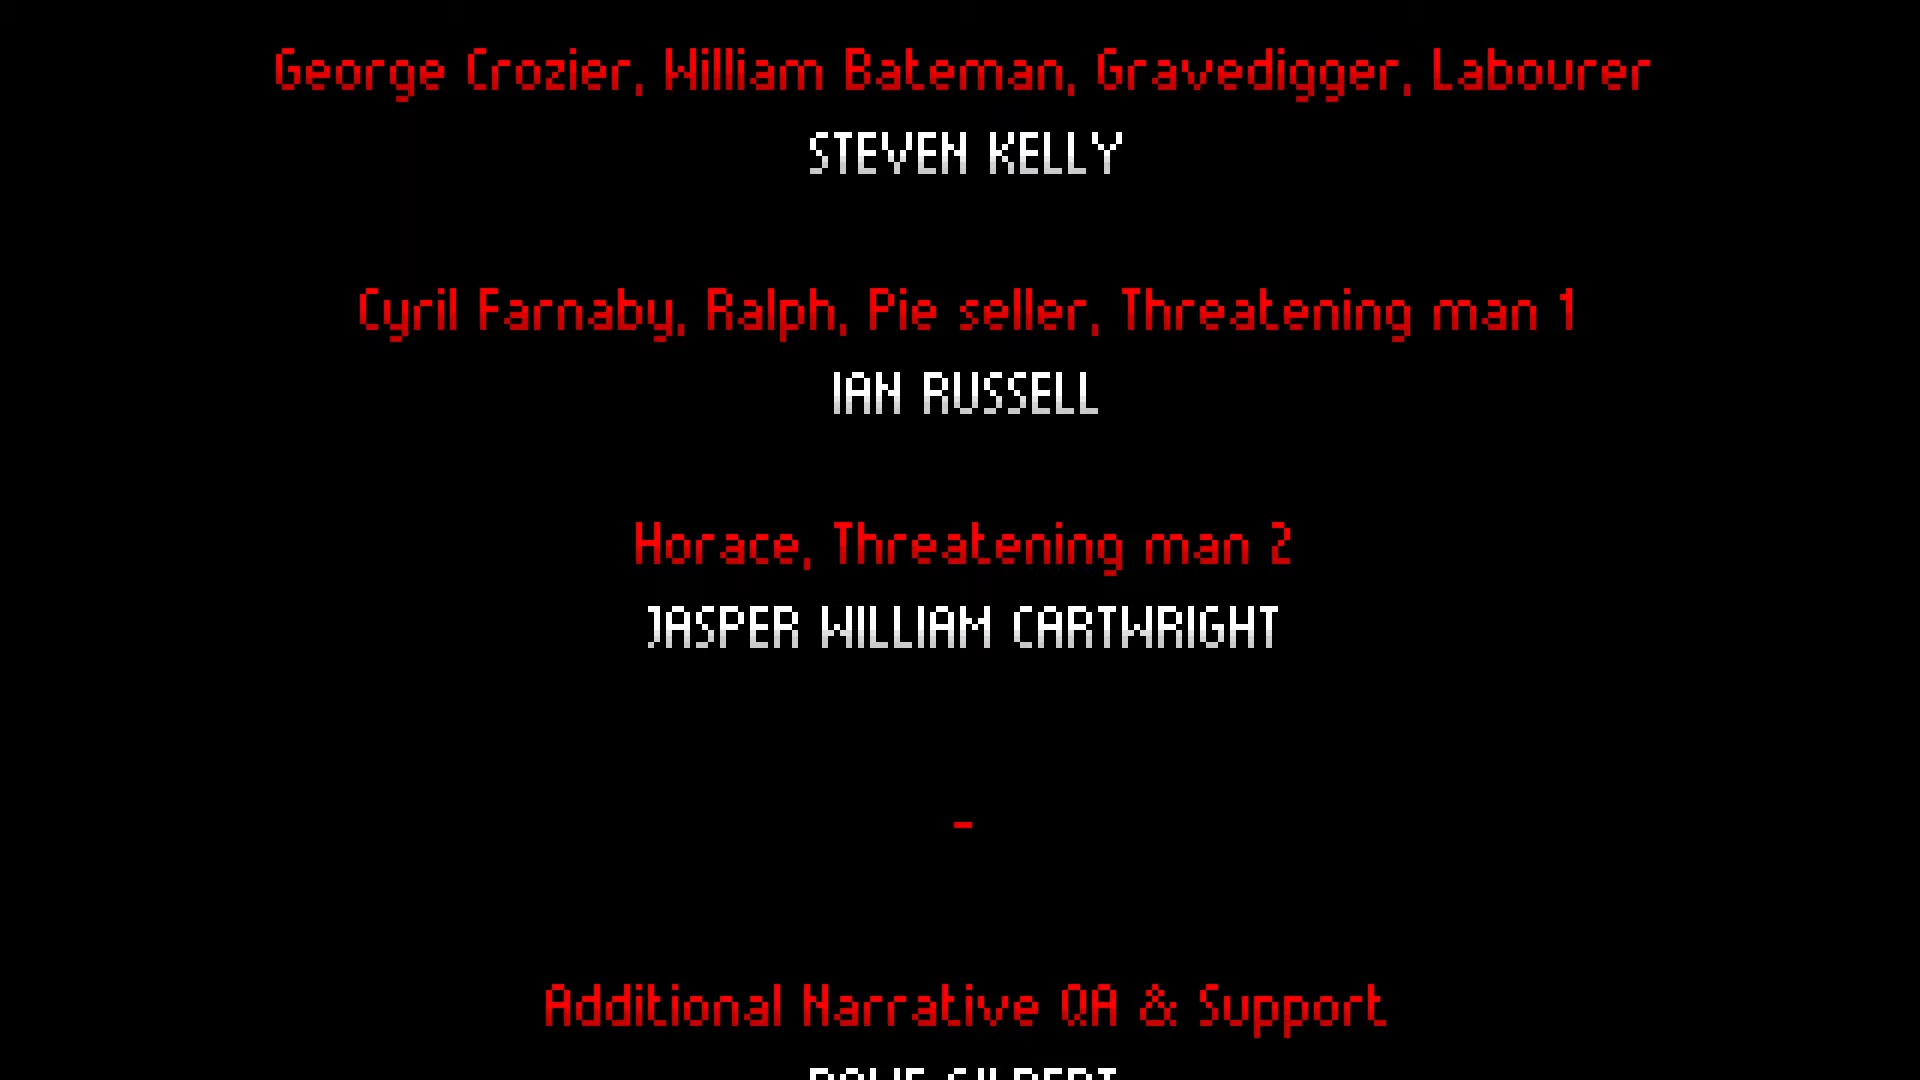 George Crozier, William Bateman, Gravedigger, Labourer
STEVEN KELLY
Cyril Farnaby, Ralph, Pie seller, Threatening man 1
IAN RUSSELL
Horace, Threatening man 2
JASPER WILLIAM CARTWRIGHT
-
Additional Narrative QA & Support